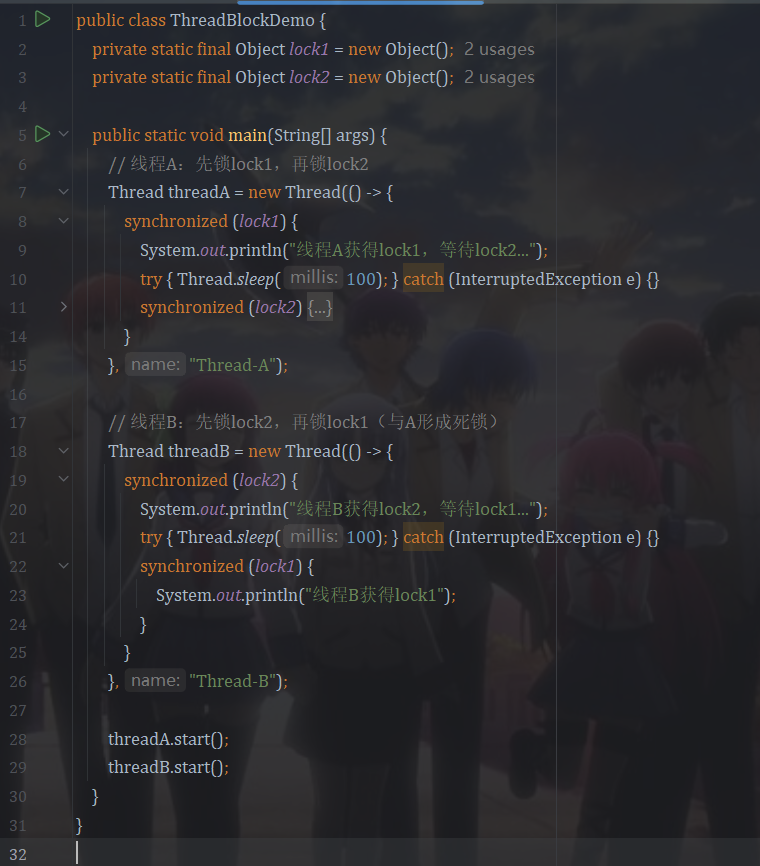 1 public class ThreadBlockDemo {
2 private static final Object lock1 = new Object(); 2 usages
3 private static final Object lock2 = new Object(); 2 usages
4
5 public static void main(String[] args) {
6 // 线程A：先锁lock1，再锁lock2
7 Thread threadA = new Thread(() -> {
8 synchronized (lock1) {
9 System.out.println("线程A获得lock1，等待lock2...");
10 try { Thread.sleep( millis: 100); } catch (InterruptedException e) {}
11 synchronized (lock2) {...}
14 }
15 }, name: "Thread-A");
16
17 // 线程B：先锁lock2，再锁lock1（与A形成死锁）
18 Thread threadB = new Thread(() -> {
19 synchronized (lock2) {
20 System.out.println("线程B获得lock2，等待lock1...");
21 try { Thread.sleep( millis: 100); } catch (InterruptedException e) {}
22 synchronized (lock1) {
23 System.out.println("线程B获得lock1");
24 }
25 }
26 }, name: "Thread-B");
27
28 threadA.start();
29 threadB.start();
30 }
31 }
32